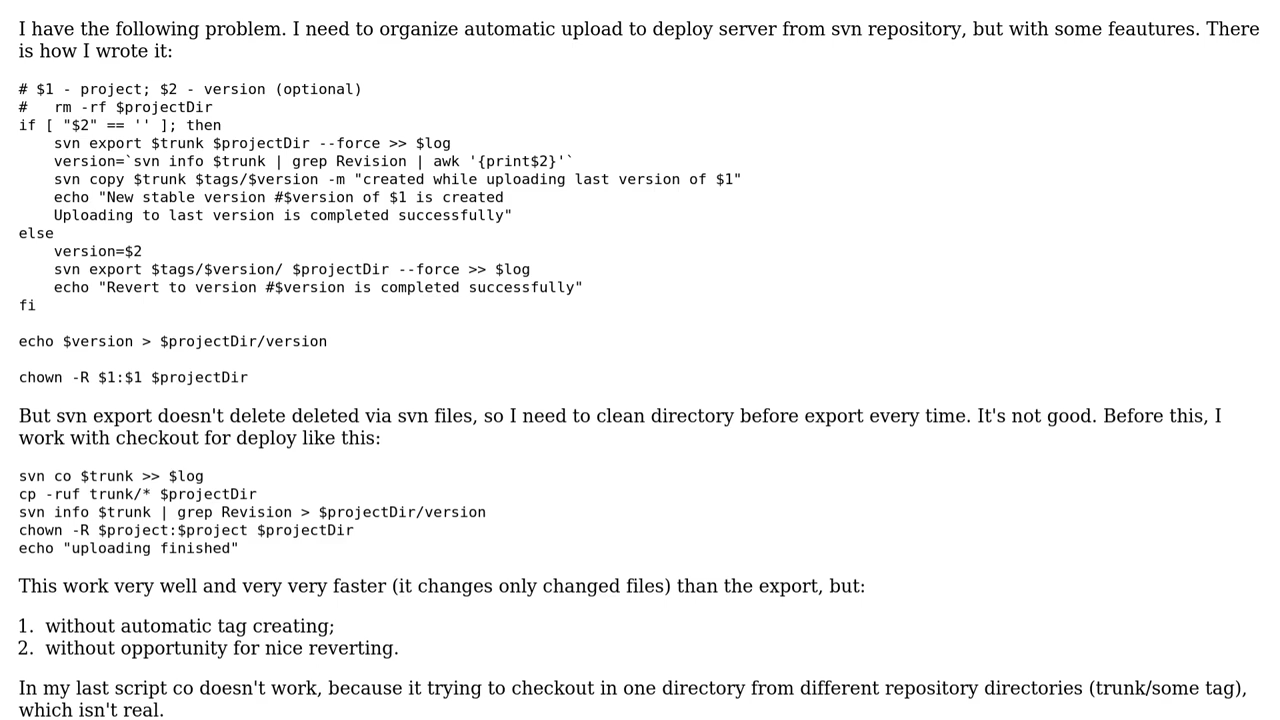 I have the following problem. I need to organize automatic upload to deploy server from svn repository, but with some feautures. There
is how I wrote it:
# $1 - project; $2 - version (optional)
#   rm -rf $projectDir
if [ "$2" == '' ]; then
    svn export $trunk $projectDir --force >> $log
    version=`svn info $trunk | grep Revision | awk '{print$2}'`
    svn copy $trunk $tags/$version -m "created while uploading last version of $1"
    echo "New stable version #$version of $1 is created
    Uploading to last version is completed successfully"
else
    version=$2
    svn export $tags/$version/ $projectDir --force >> $log
    echo "Revert to version #$version is completed successfully"
fi
echo $version > $projectDir/version
chown -R $1:$1 $projectDir
But svn export doesn't delete deleted via svn files, so I need to clean directory before export every time. It's not good. Before this, I
work with checkout for deploy like this:
svn co $trunk >> $log
cp -ruf trunk/* $projectDir
svn info $trunk | grep Revision > $projectDir/version
chown -R $project:$project $projectDir
echo "uploading finished"
This work very well and very very faster (it changes only changed files) than the export, but:
1. without automatic tag creating;
2. without opportunity for nice reverting.
In my last script co doesn't work, because it trying to checkout in one directory from different repository directories (trunk/some tag),
which isn't real.